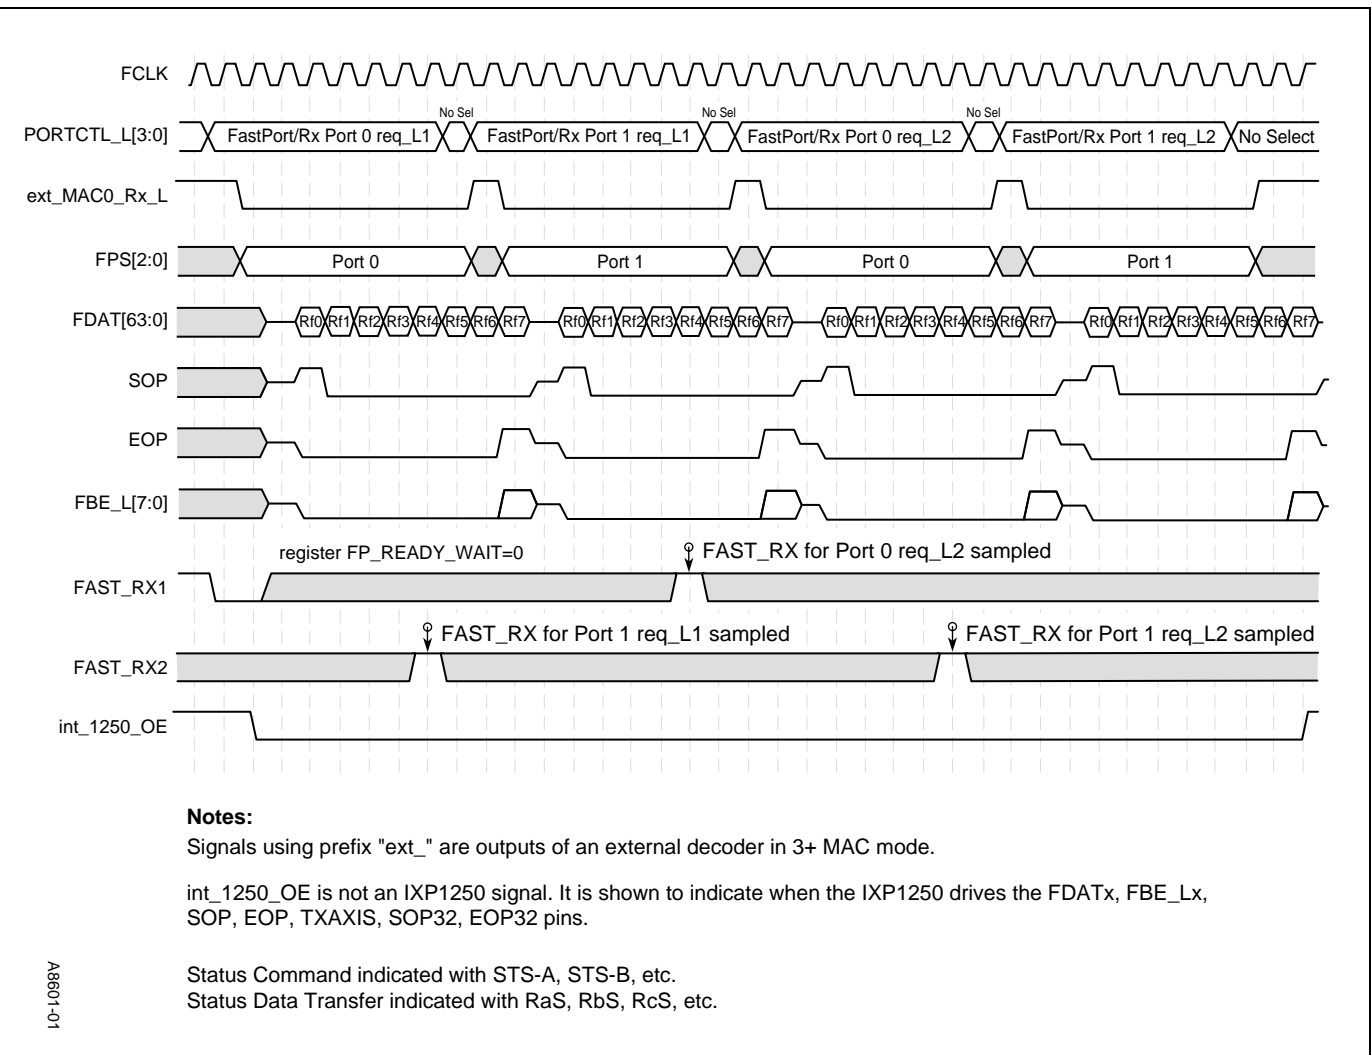 FCLK
No Sel No Sel No Sel
PORTCTL_L[3:0] FastPort/Rx Port 0 req_L1 FastPort/Rx Port 1 req_L1 FastPort/Rx Port 0 req_L2 FastPort/Rx Port 1 req_L2 No Select
ext_MAC0_Rx_L
FPS[2:0] Port 0 Port 1 Port 0 Port 1
FDAT[63:0] Rf0 Rf1 Rf2 Rf3 Rf4 Rf5 Rf6 Rf7 Rf0 Rf1 Rf2 Rf3 Rf4 Rf5 Rf6 Rf7 Rf0 Rf1 Rf2 Rf3 Rf4 Rf5 Rf6 Rf7 Rf0 Rf1 Rf2 Rf3 Rf4 Rf5 Rf6 Rf7
SOP
EOP
FBE_L[7:0]
register FP_READY_WAIT=0 FAST_RX for Port 0 req_L2 sampled
FAST_RX1
FAST_RX for Port 1 req_L1 sampled FAST_RX for Port 1 req_L2 sampled
FAST_RX2
int_1250_OE
Notes:
Signals using prefix "ext_" are outputs of an external decoder in 3+ MAC mode.
int_1250_OE is not an IXP1250 signal. It is shown to indicate when the IXP1250 drives the FDATx, FBE_Lx,
SOP, EOP, TXAXIS, SOP32, EOP32 pins.
Status Command indicated with STS-A, STS-B, etc.
Status Data Transfer indicated with RaS, RbS, RcS, etc.
A8601-01